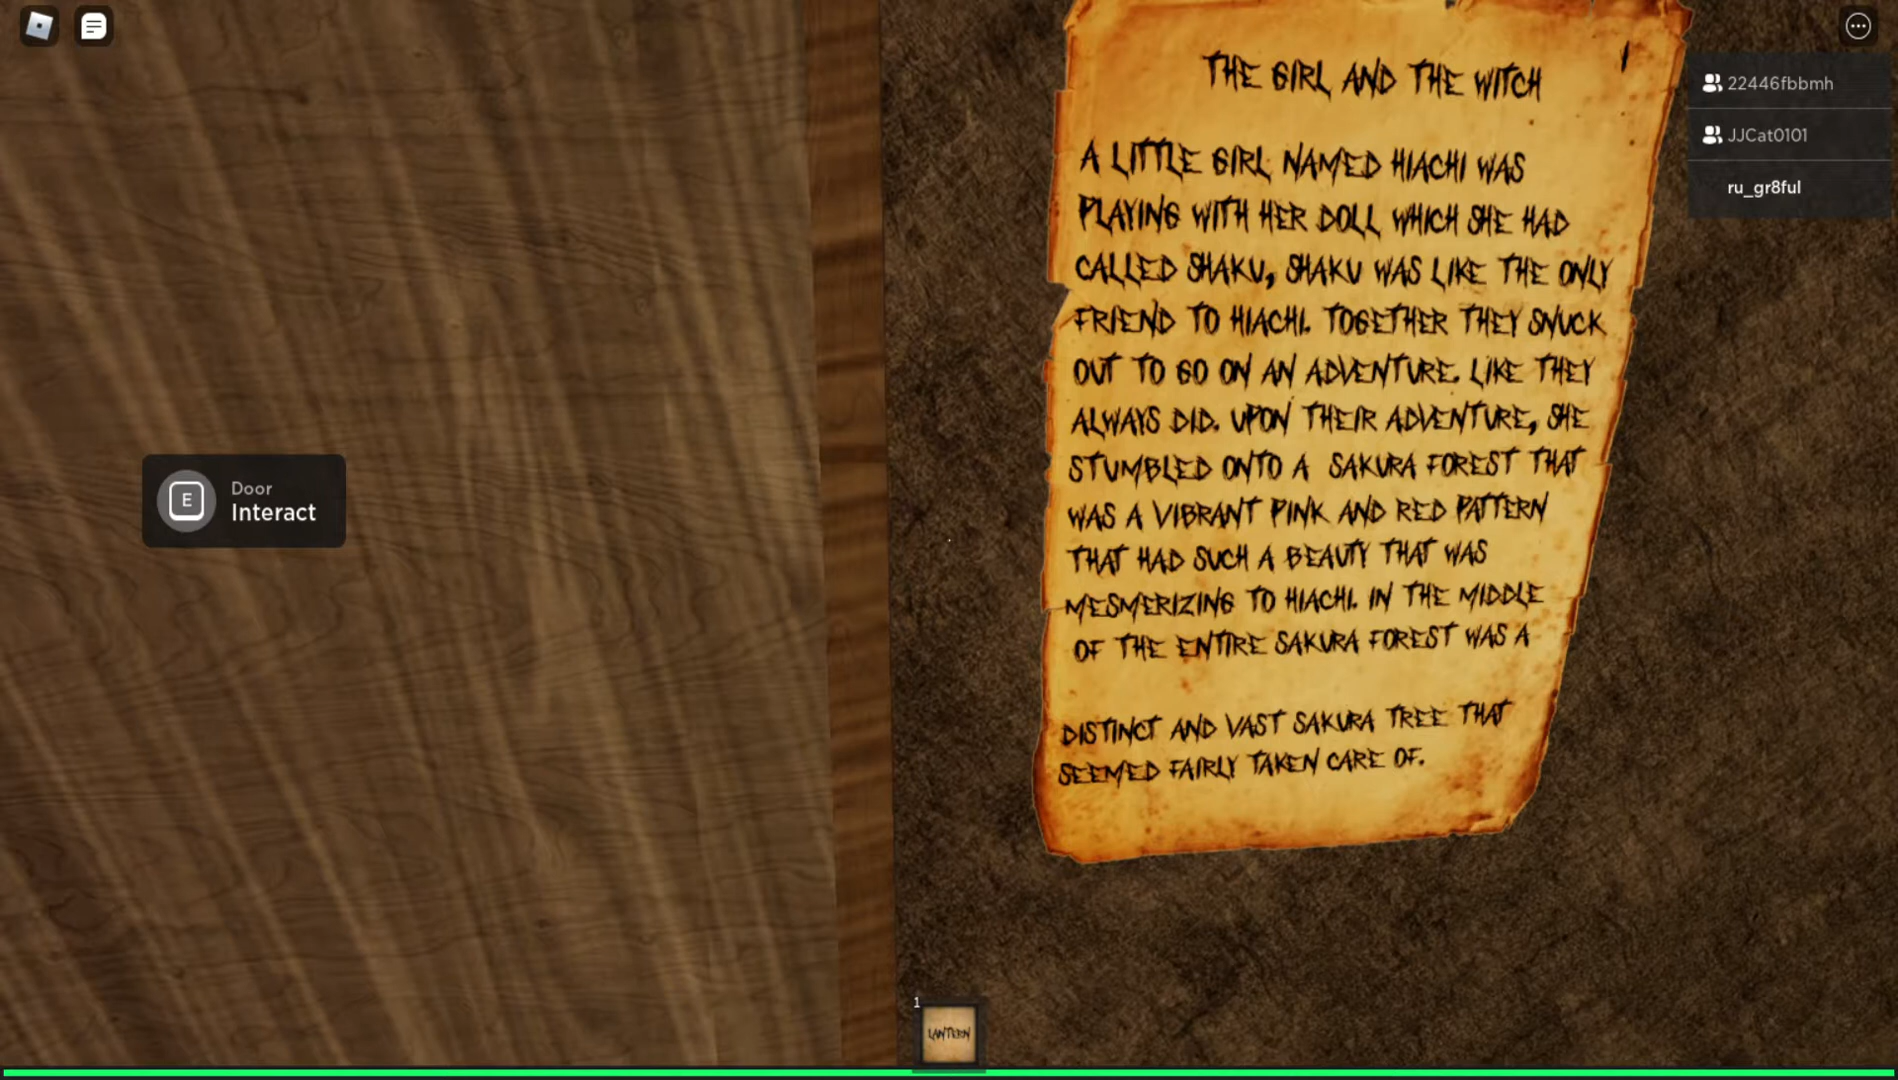 THE GIRL AND THE WITCH
1
A LITTLE GIRL NAMED HIACHI WAS
PLAYING WITH HER DOLL WHICH SHE HAD
CALLED SHAKU, SHAKU WAS LIKE THE ONLY
FRIEND TO HIACHI. TOGETHER THEY SNUCK
OUT TO GO ON AN ADVENTURE. LIKE THEY
ALWAYS DID. UPON THEIR ADVENTURE, SHE
STUMBLED ONTO A SAKURA FOREST THAT
WAS A VIBRANT PINK AND RED PATTERN
THAT HAD SUCH A BEAUTY THAT WAS
MESMERIZING TO HIACHI. IN THE MIDDLE
OF THE ENTIRE SAKURA FOREST WAS A
DISTINCT AND VAST SAKURA TREE THAT
SEEMED FAIRLY TAKEN CARE OF.
22446fbbmh
JJCat0101
ru_gr8ful
E
Door
Interact
1
LANTERN